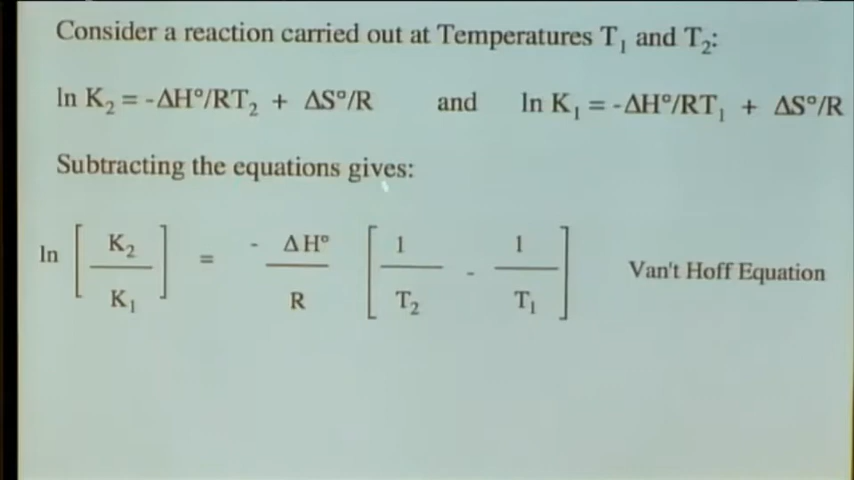 Consider a reaction carried out at Temperatures T₁ and T₂:
ln K₂ = -ΔH°/RT₂ + ΔS°/R and ln K₁ = -ΔH°/RT₁ + ΔS°/R
Subtracting the equations gives:
ln [ K₂ / K₁ ] = - ΔH° / R [ 1 / T₂ - 1 / T₁ ] Van't Hoff Equation